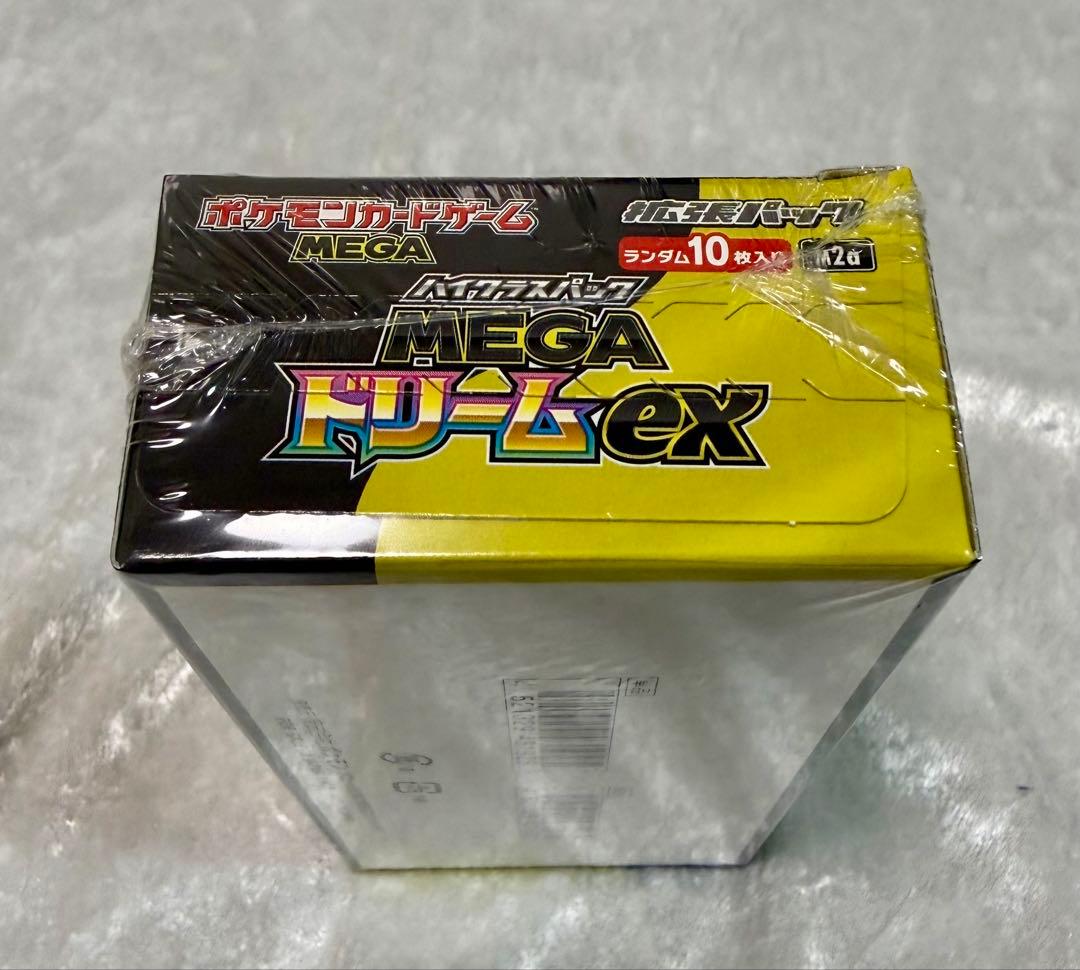 ポケモンカードゲーム
MEGA
拡張パック
ランダム10枚入り
M2a
ハイクラスパック
MEGA
ドリームex